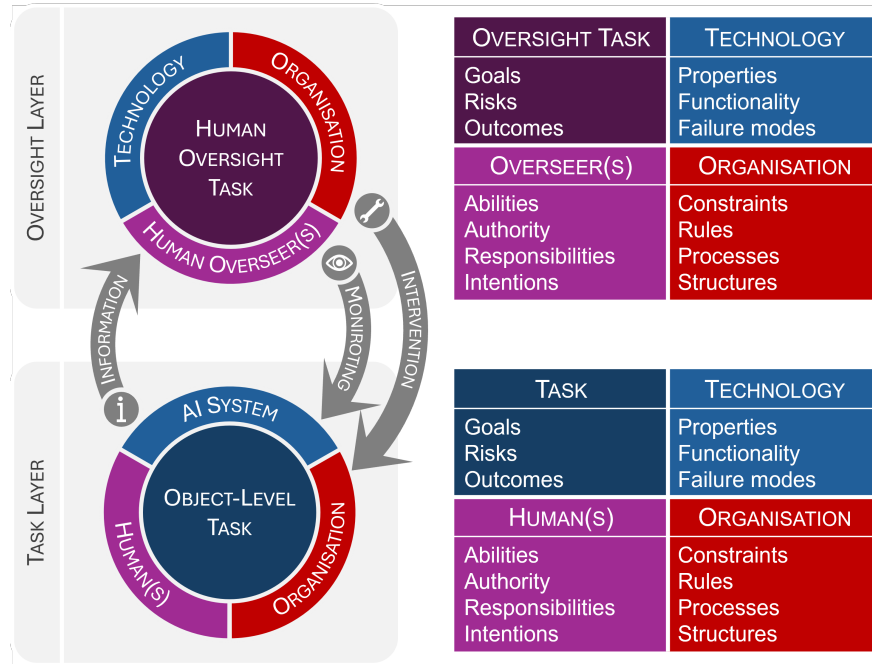 OVERSIGHT LAYER
TECHNOLOGY
ORGANISATION
HUMAN
OVERSIGHT
TASK
HUMAN OVERSEER(S)
INFORMATION
MONIROTING
INTERVENTION
TASK LAYER
AI SYSTEM
OBJECT-LEVEL
TASK
HUMAN(S)
ORGANISATION
OVERSIGHT TASK
Goals
Risks
Outcomes
TECHNOLOGY
Properties
Functionality
Failure modes
OVERSEER(S)
Abilities
Authority
Responsibilities
Intentions
ORGANISATION
Constraints
Rules
Processes
Structures
TASK
Goals
Risks
Outcomes
TECHNOLOGY
Properties
Functionality
Failure modes
HUMAN(S)
Abilities
Authority
Responsibilities
Intentions
ORGANISATION
Constraints
Rules
Processes
Structures